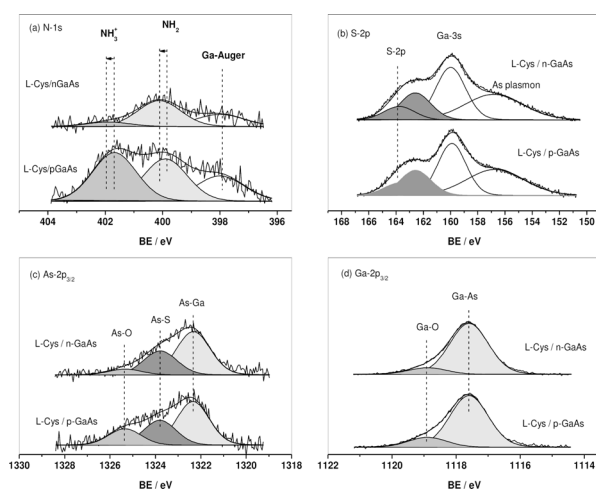 (a) N-1s
NH3+
NH2
Ga-Auger
L-Cys/nGaAs
L-Cys/pGaAs
404 402 400 398 396
BE / eV
(b) S-2p
Ga-3s
S-2p
L-Cys / n-GaAs
As plasmon
L-Cys / p-GaAs
168 166 164 162 160 158 156 154 152 150
BE / eV
(c) As-2p3/2
As-Ga
As-S
As-O
L-Cys / n-GaAs
L-Cys / p-GaAs
1330 1328 1326 1324 1322 1320 1318
BE / eV
(d) Ga-2p3/2
Ga-As
Ga-O
L-Cys / n-GaAs
L-Cys / p-GaAs
1122 1120 1118 1116 1114
BE / eV